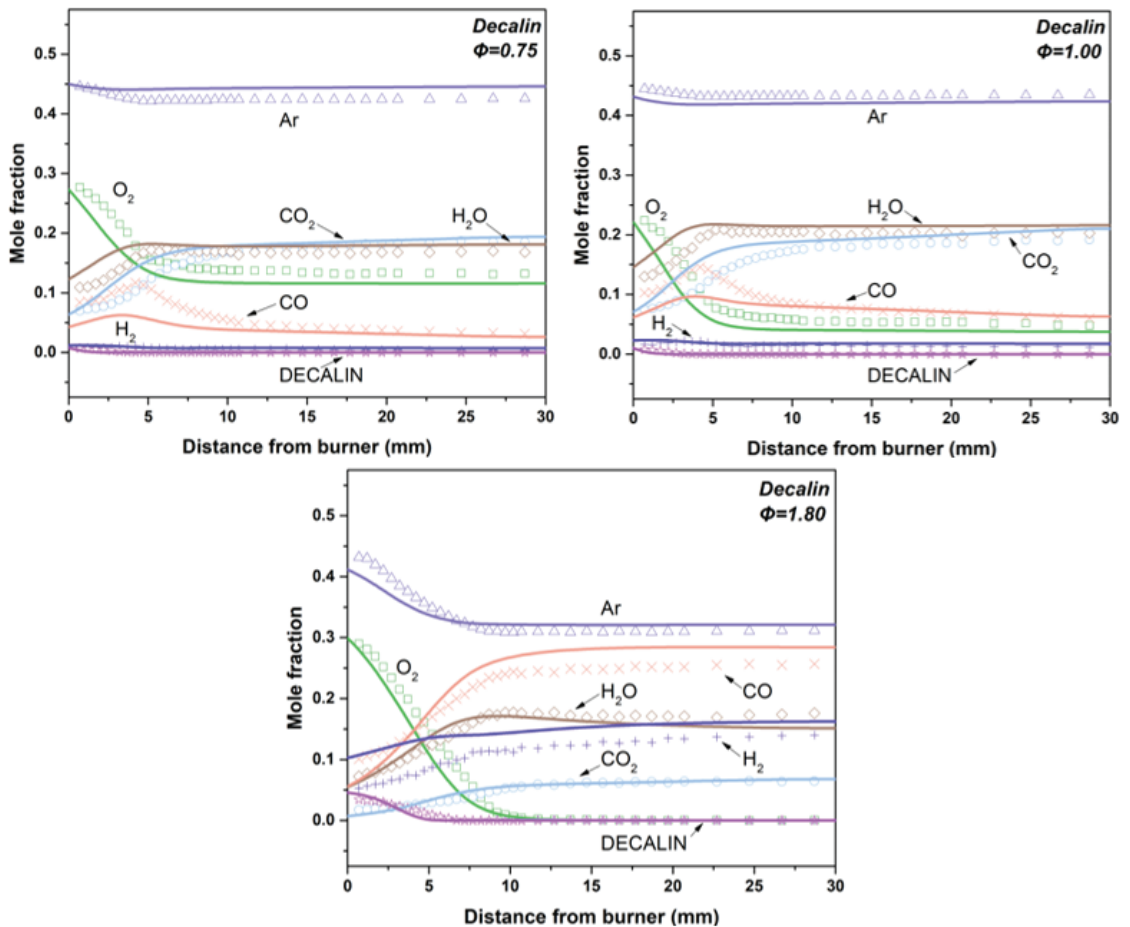 Decalin
Φ=0.75
Mole fraction
0.5
0.4
0.3
0.2
0.1
0.0
Ar
O₂
CO₂
H₂O
CO
H₂
DECALIN
0 5 10 15 20 25 30
Distance from burner (mm)
Decalin
Φ=1.00
Mole fraction
0.5
0.4
0.3
0.2
0.1
0.0
Ar
O₂
H₂O
CO₂
CO
H₂
DECALIN
0 5 10 15 20 25 30
Distance from burner (mm)
Decalin
Φ=1.80
Mole fraction
0.5
0.4
0.3
0.2
0.1
0.0
Ar
O₂
CO
H₂O
H₂
CO₂
DECALIN
0 5 10 15 20 25 30
Distance from burner (mm)